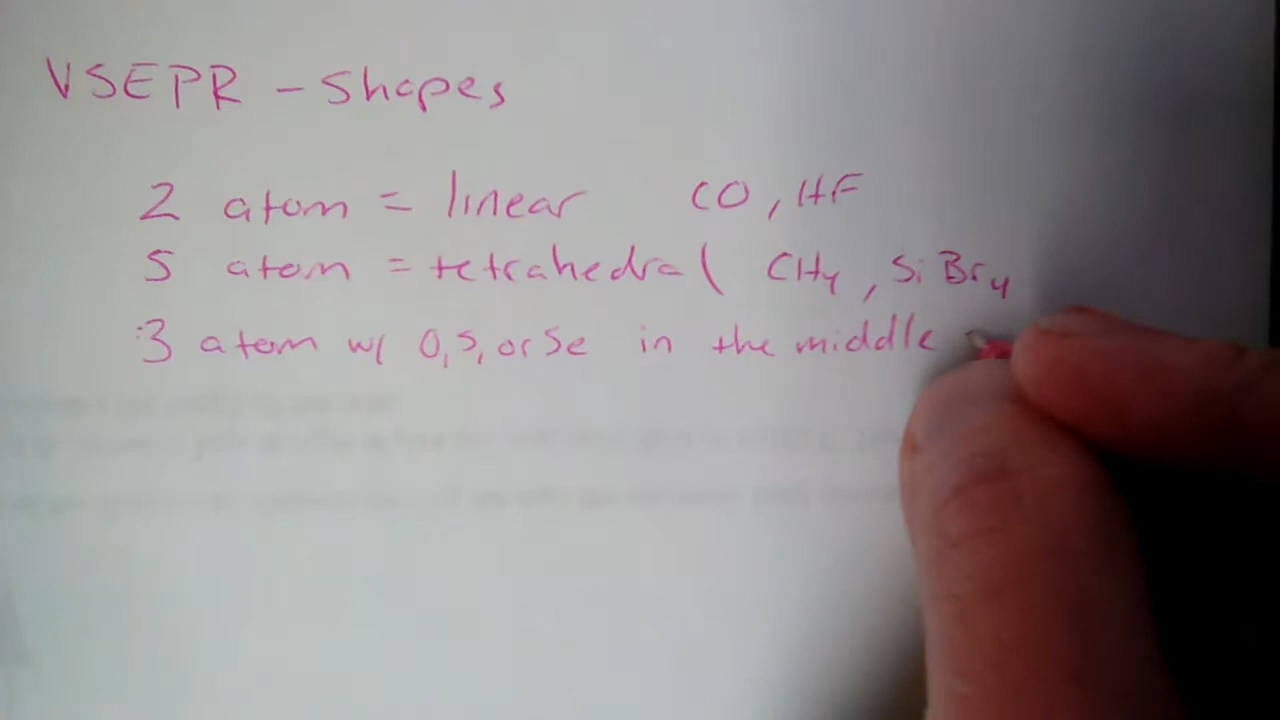 VSEPR - Shapes
2 atom = linear CO, HF
5 atom = tetrahedral CH4, SiBr4
3 atom w/ O, S, or Se in the middle